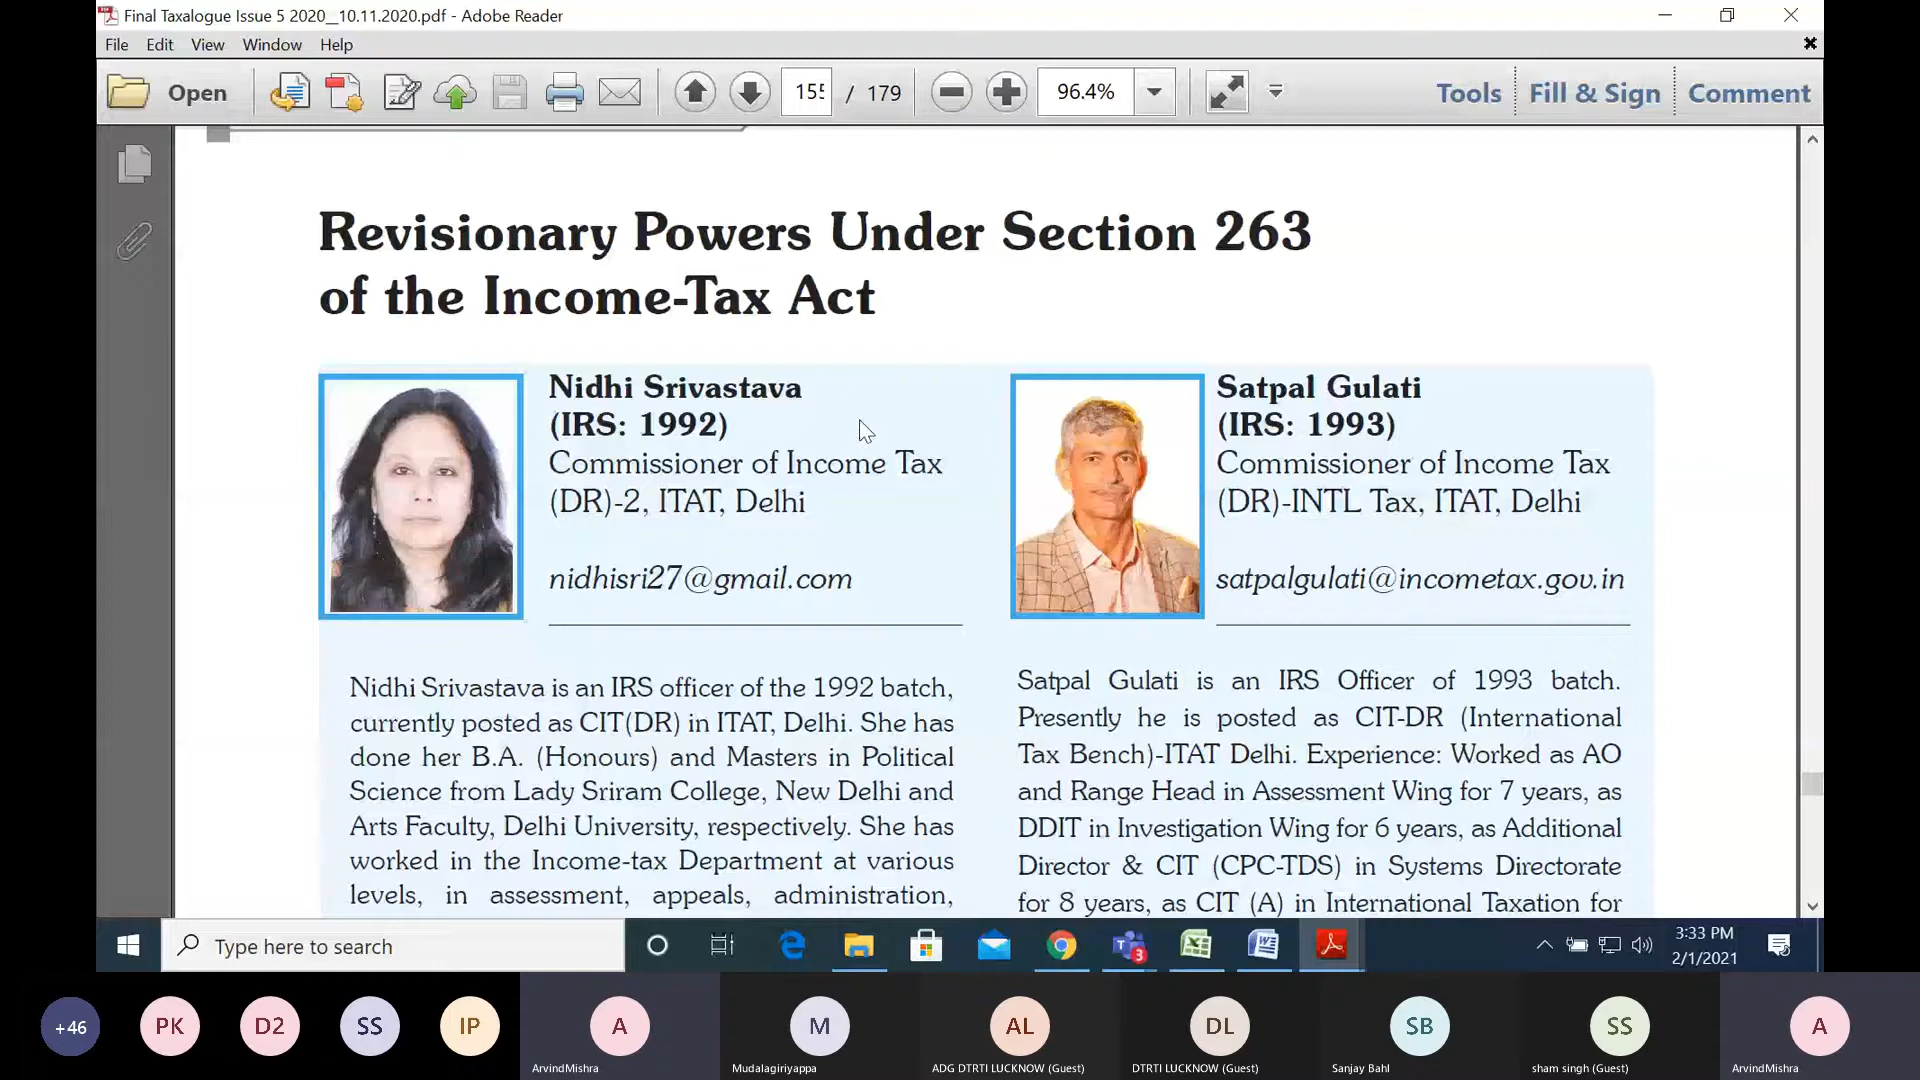 Final Taxalogue Issue 5 2020_10.11.2020.pdf - Adobe Reader
File Edit View Window Help
Open 155 / 179 96.4% Tools Fill & Sign Comment
Revisionary Powers Under Section 263
of the Income-Tax Act
Nidhi Srivastava
(IRS: 1992)
Commissioner of Income Tax
(DR)-2, ITAT, Delhi
nidhisri27@gmail.com
Nidhi Srivastava is an IRS officer of the 1992 batch,
currently posted as CIT(DR) in ITAT, Delhi. She has
done her B.A. (Honours) and Masters in Political
Science from Lady Sriram College, New Delhi and
Arts Faculty, Delhi University, respectively. She has
worked in the Income-tax Department at various
levels, in assessment, appeals, administration,
Satpal Gulati
(IRS: 1993)
Commissioner of Income Tax
(DR)-INTL Tax, ITAT, Delhi
satpalgulati@incometax.gov.in
Satpal Gulati is an IRS Officer of 1993 batch.
Presently he is posted as CIT-DR (International
Tax Bench)-ITAT Delhi. Experience: Worked as AO
and Range Head in Assessment Wing for 7 years, as
DDIT in Investigation Wing for 6 years, as Additional
Director & CIT (CPC-TDS) in Systems Directorate
for 8 years, as CIT (A) in International Taxation for
Type here to search
3
3:33 PM
2/1/2021
+46 PK D2 SS IP A M AL DL SB SS A
ArvindMishra Mudalagiriyappa ADG DTRTI LUCKNOW (Guest) DTRTI LUCKNOW (Guest) Sanjay Bahl sham singh (Guest) ArvindMishra